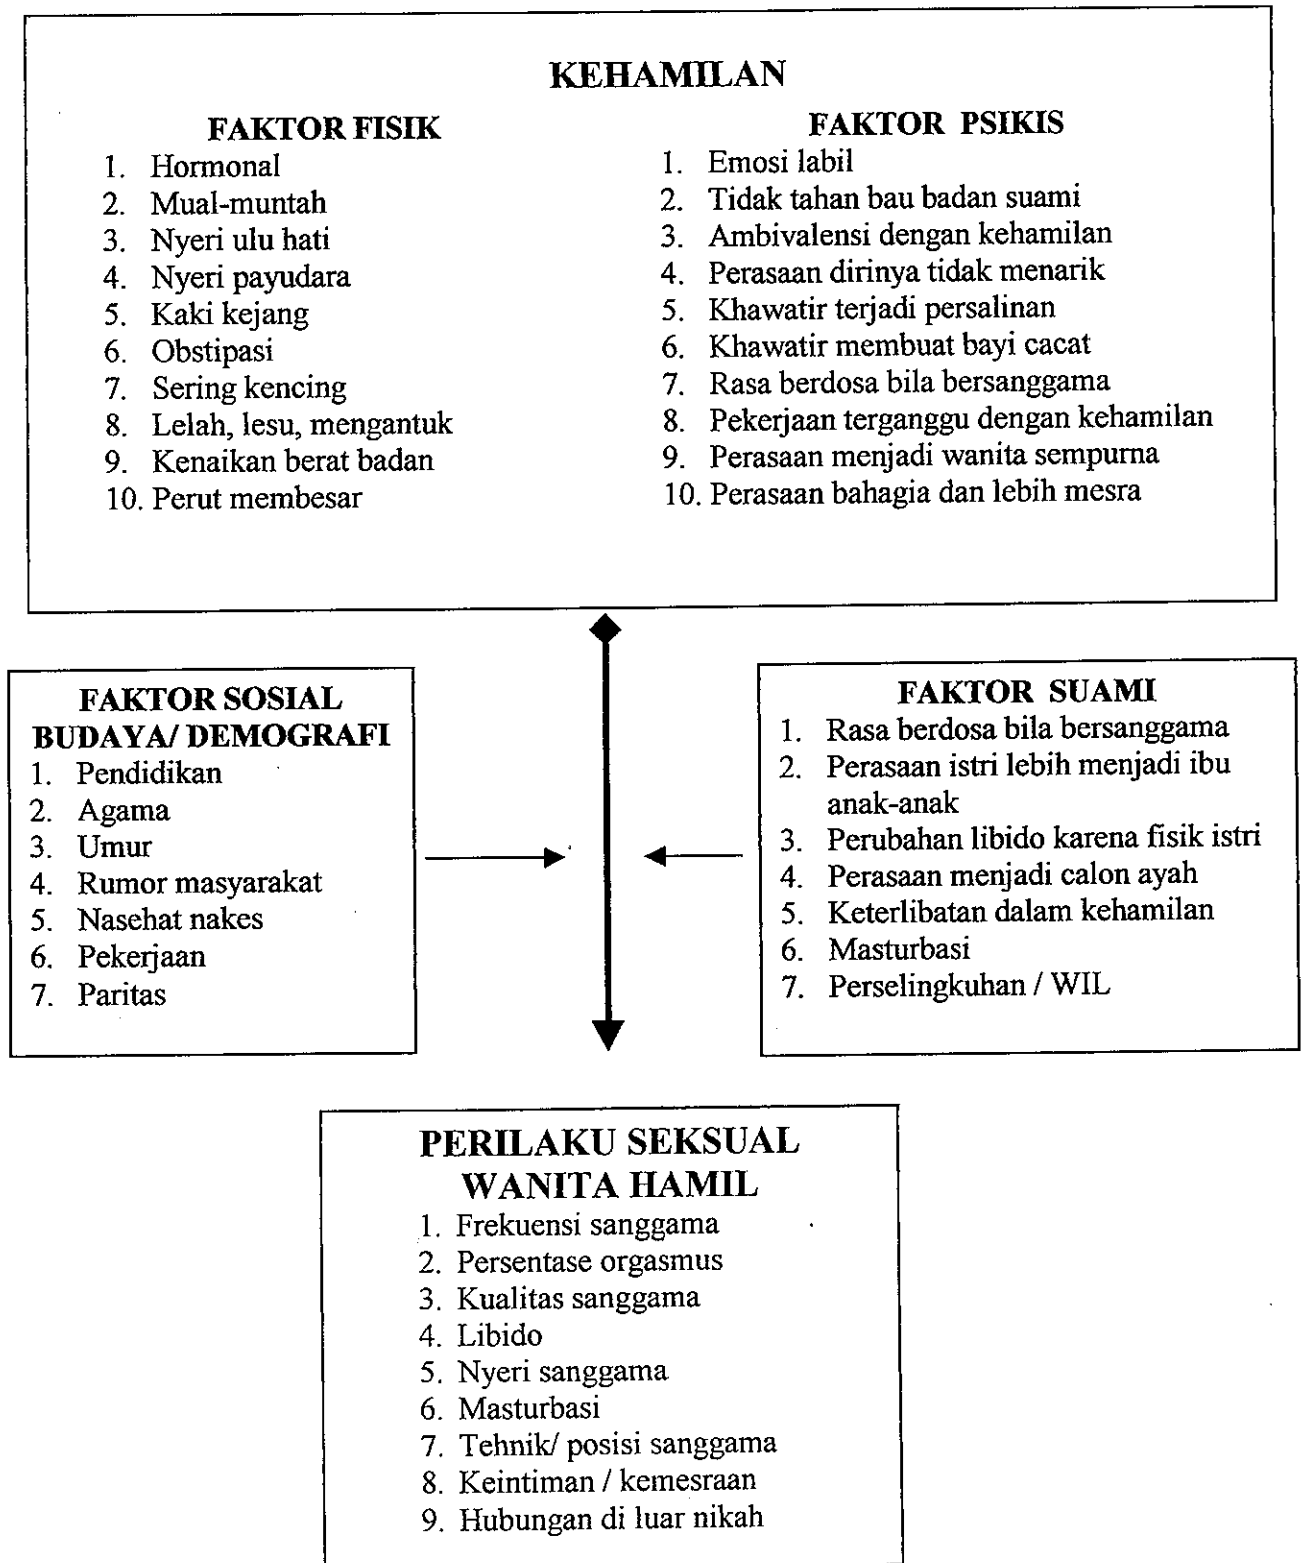 KEHAMILAN
FAKTOR FISIK
1. Hormonal
2. Mual-muntah
3. Nyeri ulu hati
4. Nyeri payudara
5. Kaki kejang
6. Obstipasi
7. Sering kencing
8. Lelah, lesu, mengantuk
9. Kenaikan berat badan
10. Perut membesar
FAKTOR PSIKIS
1. Emosi labil
2. Tidak tahan bau badan suami
3. Ambivalensi dengan kehamilan
4. Perasaan dirinya tidak menarik
5. Khawatir terjadi persalinan
6. Khawatir membuat bayi cacat
7. Rasa berdosa bila bersanggama
8. Pekerjaan terganggu dengan kehamilan
9. Perasaan menjadi wanita sempurna
10. Perasaan bahagia dan lebih mesra
FAKTOR SOSIAL
BUDAYA/ DEMOGRAFI
1. Pendidikan
2. Agama
3. Umur
4. Rumor masyarakat
5. Nasehat nakes
6. Pekerjaan
7. Paritas
FAKTOR SUAMI
1. Rasa berdosa bila bersanggama
2. Perasaan istri lebih menjadi ibu
anak-anak
3. Perubahan libido karena fisik istri
4. Perasaan menjadi calon ayah
5. Keterlibatan dalam kehamilan
6. Masturbasi
7. Perselingkuhan / WIL
PERILAKU SEKSUAL
WANITA HAMIL
1. Frekuensi sanggama
2. Persentase orgasmus
3. Kualitas sanggama
4. Libido
5. Nyeri sanggama
6. Masturbasi
7. Tehnik/ posisi sanggama
8. Keintiman / kemesraan
9. Hubungan di luar nikah